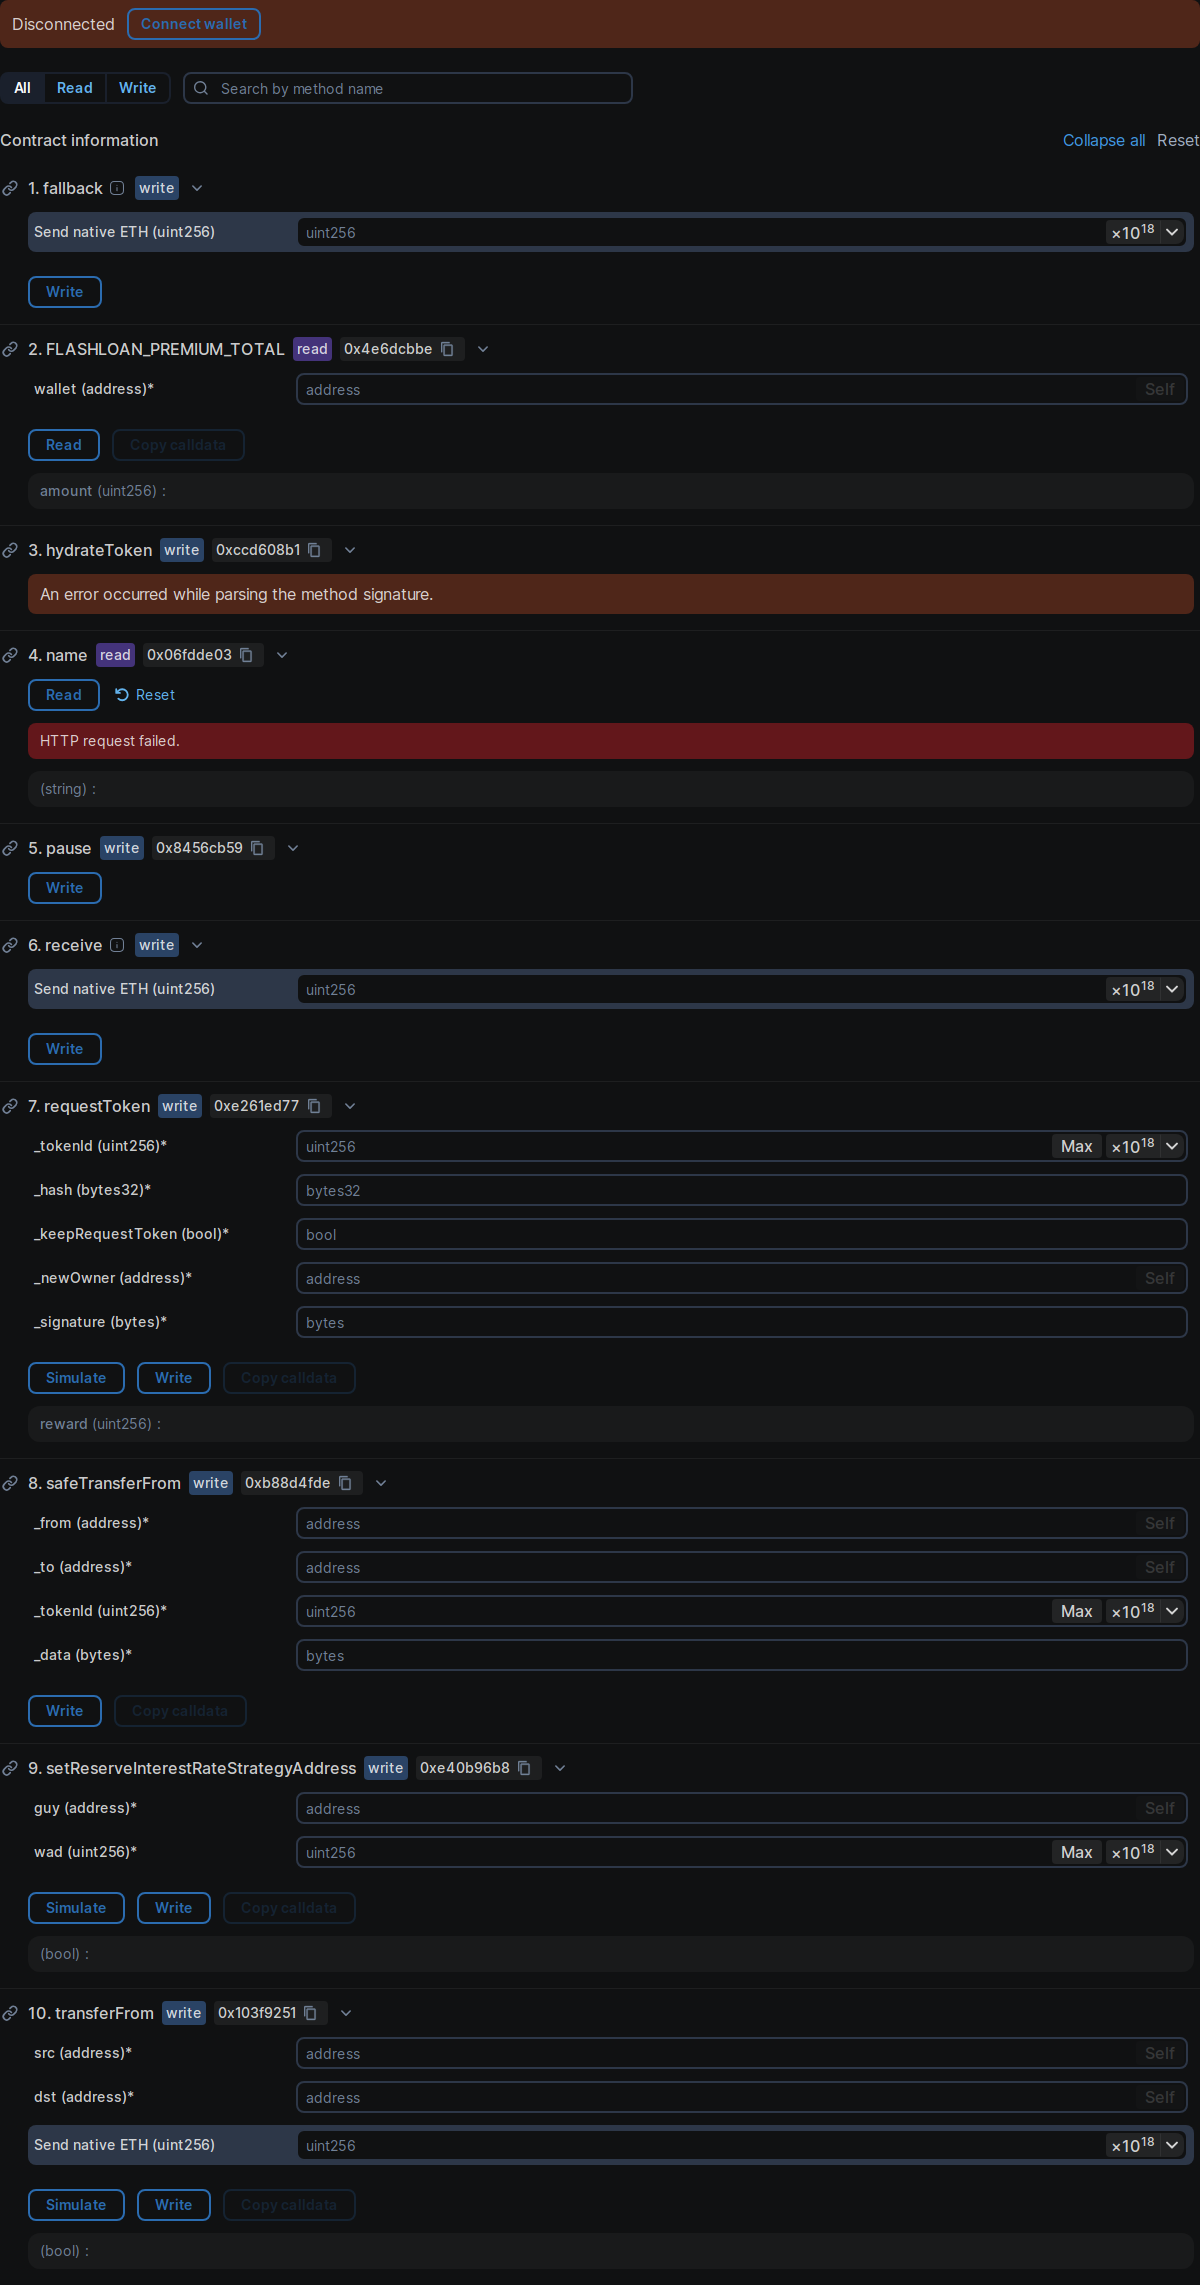 Disconnected Connect wallet
All Read Write Search by method name
Contract information Collapse all Reset
1. fallback write
Send native ETH (uint256) uint256 ×10^18
Write
2. FLASHLOAN_PREMIUM_TOTAL read 0x4e6dcbbe
wallet (address)* address Self
Read Copy calldata
amount (uint256) :
3. hydrateToken write 0xccd608b1
An error occurred while parsing the method signature.
4. name read 0x06fdde03
Read Reset
HTTP request failed.
(string) :
5. pause write 0x8456cb59
Write
6. receive write
Send native ETH (uint256) uint256 ×10^18
Write
7. requestToken write 0xe261ed77
_tokenId (uint256)* uint256 Max ×10^18
_hash (bytes32)* bytes32
_keepRequestToken (bool)* bool
_newOwner (address)* address Self
_signature (bytes)* bytes
Simulate Write Copy calldata
reward (uint256) :
8. safeTransferFrom write 0xb88d4fde
_from (address)* address Self
_to (address)* address Self
_tokenId (uint256)* uint256 Max ×10^18
_data (bytes)* bytes
Write Copy calldata
9. setReserveInterestRateStrategyAddress write 0xe40b96b8
guy (address)* address Self
wad (uint256)* uint256 Max ×10^18
Simulate Write Copy calldata
(bool) :
10. transferFrom write 0x103f9251
src (address)* address Self
dst (address)* address Self
Send native ETH (uint256) uint256 ×10^18
Simulate Write Copy calldata
(bool) :